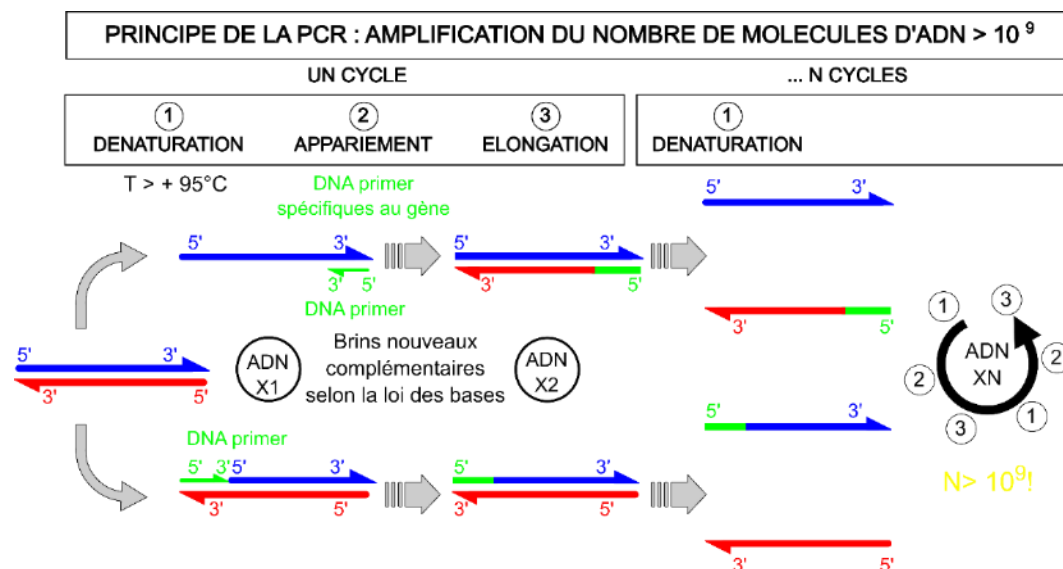 PRINCIPE DE LA PCR : AMPLIFICATION DU NOMBRE DE MOLECULES D'ADN > 10 9
UN CYCLE
... N CYCLES
1
2
3
1
DENATURATION
APPARIEMENT
ELONGATION
DENATURATION
T > + 95°C
DNA primer
spécifiques au gène
5'
3'
5'
3'
5'
3'
3'
5'
3'
5'
DNA primer
3'
5'
5'
3'
3'
5'
ADN
X1
Brins nouveaux
complémentaires
selon la loi des bases
ADN
X2
1
3
ADN
XN
2
2
3
1
DNA primer
5'
3'
5'
3'
5'
3'
5'
3'
3'
5'
3'
5'
N> 109!
3'
5'